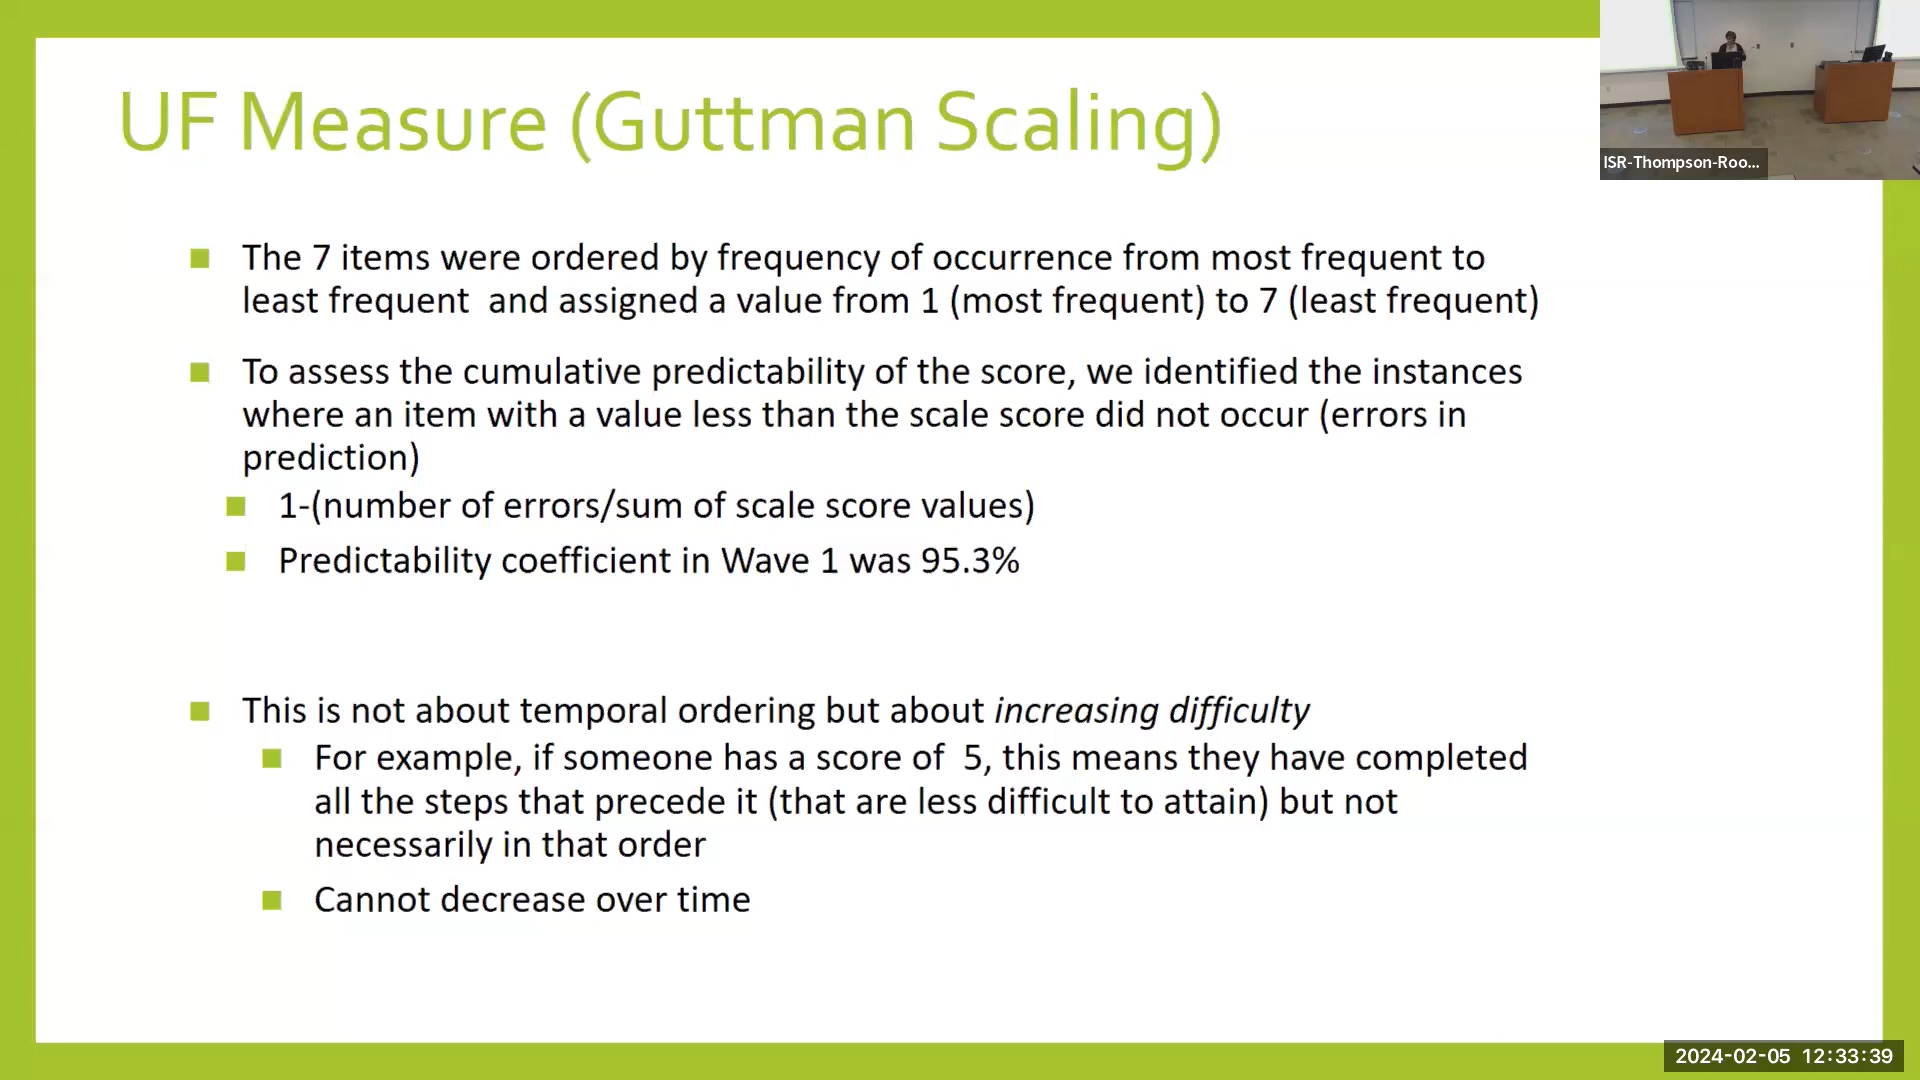 UF Measure (Guttman Scaling)
ISR-Thompson-Roo...
The 7 items were ordered by frequency of occurrence from most frequent to
least frequent  and assigned a value from 1 (most frequent) to 7 (least frequent)
To assess the cumulative predictability of the score, we identified the instances
where an item with a value less than the scale score did not occur (errors in
prediction)
1-(number of errors/sum of scale score values)
Predictability coefficient in Wave 1 was 95.3%
This is not about temporal ordering but about increasing difficulty
For example, if someone has a score of  5, this means they have completed
all the steps that precede it (that are less difficult to attain) but not
necessarily in that order
Cannot decrease over time
2024-02-05 12:33:39